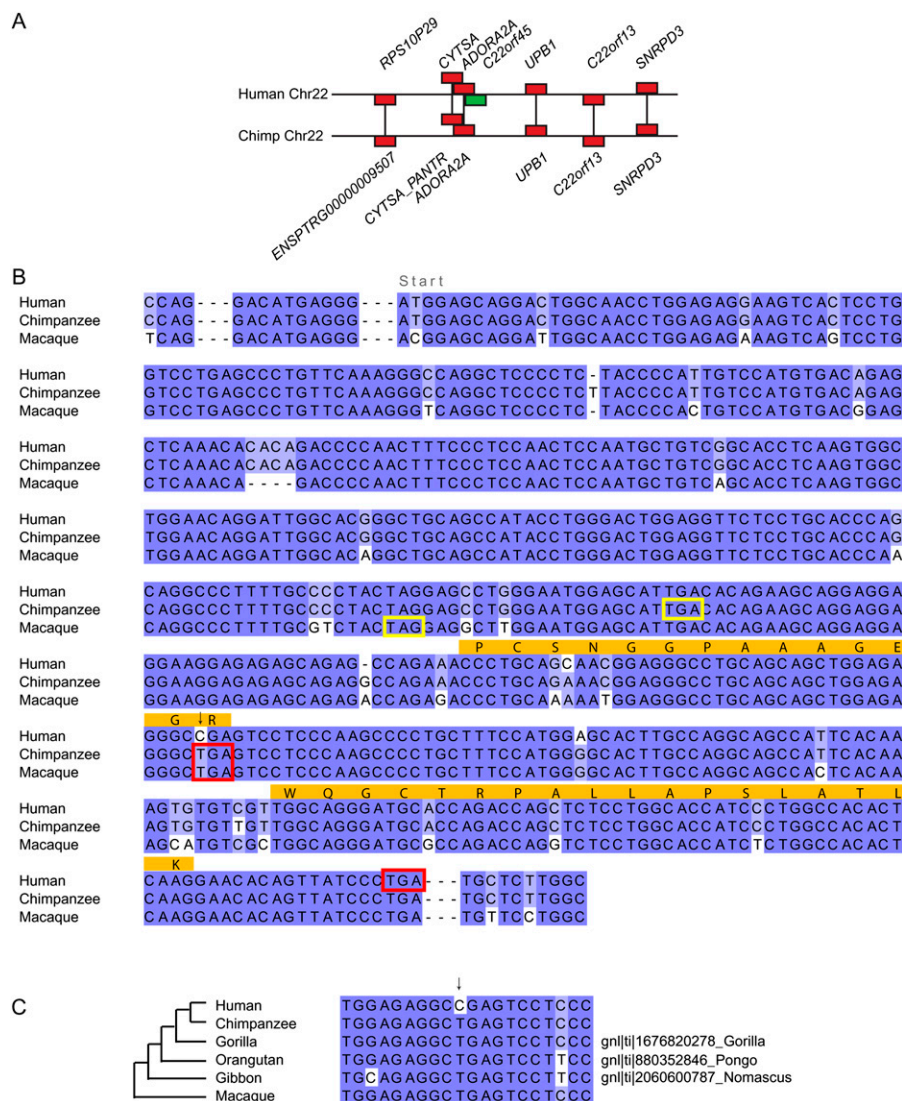 A
RPS10P29
CYTSA
ADORA2A
C22orf45
UPB1
C22orf13
SNRPD3
Human Chr22
Chimp Chr22
ENSPTRG00000009507
CYTSA_PANTR
ADORA2A
UPB1
C22orf13
SNRPD3
B
Start
Human CCAG---GACATGAGGG---ATGGAGCAGGACTGGCAACCTGGAGAGGAAGTCACTCCTG
Chimpanzee CCAG---GACATGAGGG---ATGGAGCAGGACTGGCAACCTGGAGAGGAAGTCACTCCTG
Macaque TCAG---GACATGAGGG---ACGGAGCAGGATTGGCAACCTGGAGAGAAAGTCAGTCCTG
Human GTCCTGAGCCCTGTTCAAAGGGCCAGGCTCCCCTC-TACCCCATTGTCCATGTGACAGAG
Chimpanzee GTCCTGAGCCCTGTTCAAAGGGCCAGGCTCCCCTCTTACCCCATTGTCCATGTGACAGAG
Macaque GTCCTGAGCCCTGTTCAAAGGGTCAGGCTCCCCTC-TACCCCACTGTCCATGTGACGGAG
Human CTCAAACACACAGACCCCAACTTTCCCTCCAACTCCAATGCTGTCGGCACCTCAAGTGGC
Chimpanzee CTCAAACACACAGACCCCAACTTTCCCTCCAACTCCAATGCTGTCGGCACCTCAAGTGGC
Macaque CTCAAACA----GACCCCAACTTTCCCTCCAACTCCAATGCTGTCAGCACCTCAAGTGGC
Human TGGAACAGGATTGGCACGGGCTGCAGCCATACCTGGGACTGGAGGTTCTCCTGCACCCAG
Chimpanzee TGGAACAGGATTGGCACGGGCTGCAGCCATACCTGGGACTGGAGGTTCTCCTGCACCCAG
Macaque TGGAACAGGATTGGCACAGGCTGCAGCCATACCTGGGACTGGAGGTTCTCCTGCACCCAA
Human CAGGCCCTTTTGCCCCTACTAGGAGCCTGGGAATGGAGCATTGACACAGAAGCAGGAGGA
Chimpanzee CAGGCCCTTTTGCCCCTACTAGGAGCCTGGGAATGGAGCATTGACACAGAAGCAGGAGGA
Macaque CAGGCCCTTTTGCGTCTACTAGGAGGCTTGGAATGGAGCATTGACACAGAAGCAGGAGGA
P C S N G G P A A A G E
Human GGAAGGAGAGAGCAGAG-CCAGAAACCCTGCAGCAACGGAGGGCCTGCAGCAGCTGGAGA
Chimpanzee GGAAGGAGAGAGCAGAGGCCAGAAACCCTGCAGAAACGGAGGGCCTGCAGCAGCTGGAGA
Macaque GGAAGGAGAGAGCAGAGACCAGAGACCCTGCAAAAATGGAGGGCCTGCAGCAGCTGGAGA
G ↓ R
Human GGGCCGAGTCCTCCCAAGCCCCTGCTTTCCATGGAGCACTTGCCAGGCAGCCATTCACAA
Chimpanzee GGGCTGAGTCCTCCCAAGCCCCTGCTTTCCATGGGGCACTTGCCAGGCAGCCATTCACAA
Macaque GGGCTGAGTCCTCCCAAGCCCCTGCTTTCCATGGGGCACTTGCCAGGCAGCCACTCACAA
W Q G C T R P A L L A P S L A T L
Human AGTGTGTCGTTGGCAGGGATGCACCAGACCAGCTCTCCTGGCACCATCCCTGGCCACACT
Chimpanzee AGTGTGTTGTTGGCAGGGATGCACCAGACCAGCTCTCCTGGCACCATCCCTGGCCACACT
Macaque AGCATGTCGCTGGCAGGGATGCGCCAGACCAGGTCTCCTGGCACCATCTCTGGCCACACT
K
Human CAAGGAACACAGTTATCCCTGA---TGCTCTTGGC
Chimpanzee CAAGGAACACAGTTATCCCTGA---TGCTCTTGGC
Macaque CAAGGAACACAGTTATCCCTGA---TGTTCCTGGC
C
↓
Human TGGAGAGGCCGAGTCCTCCCC
Chimpanzee TGGAGAGGCTGAGTCCTCCC
Gorilla TGGAGAGGCTGAGTCCTCCC gnl|ti|1676820278_Gorilla
Orangutan TGGAGAGGCTGAGTCCTTCC gnl|ti|880352846_Pongo
Gibbon TGCAGAGGCTGAGTCCTTCC gnl|ti|2060600787_Nomascus
Macaque TGGAGAGGCTGAGTCCTCCC